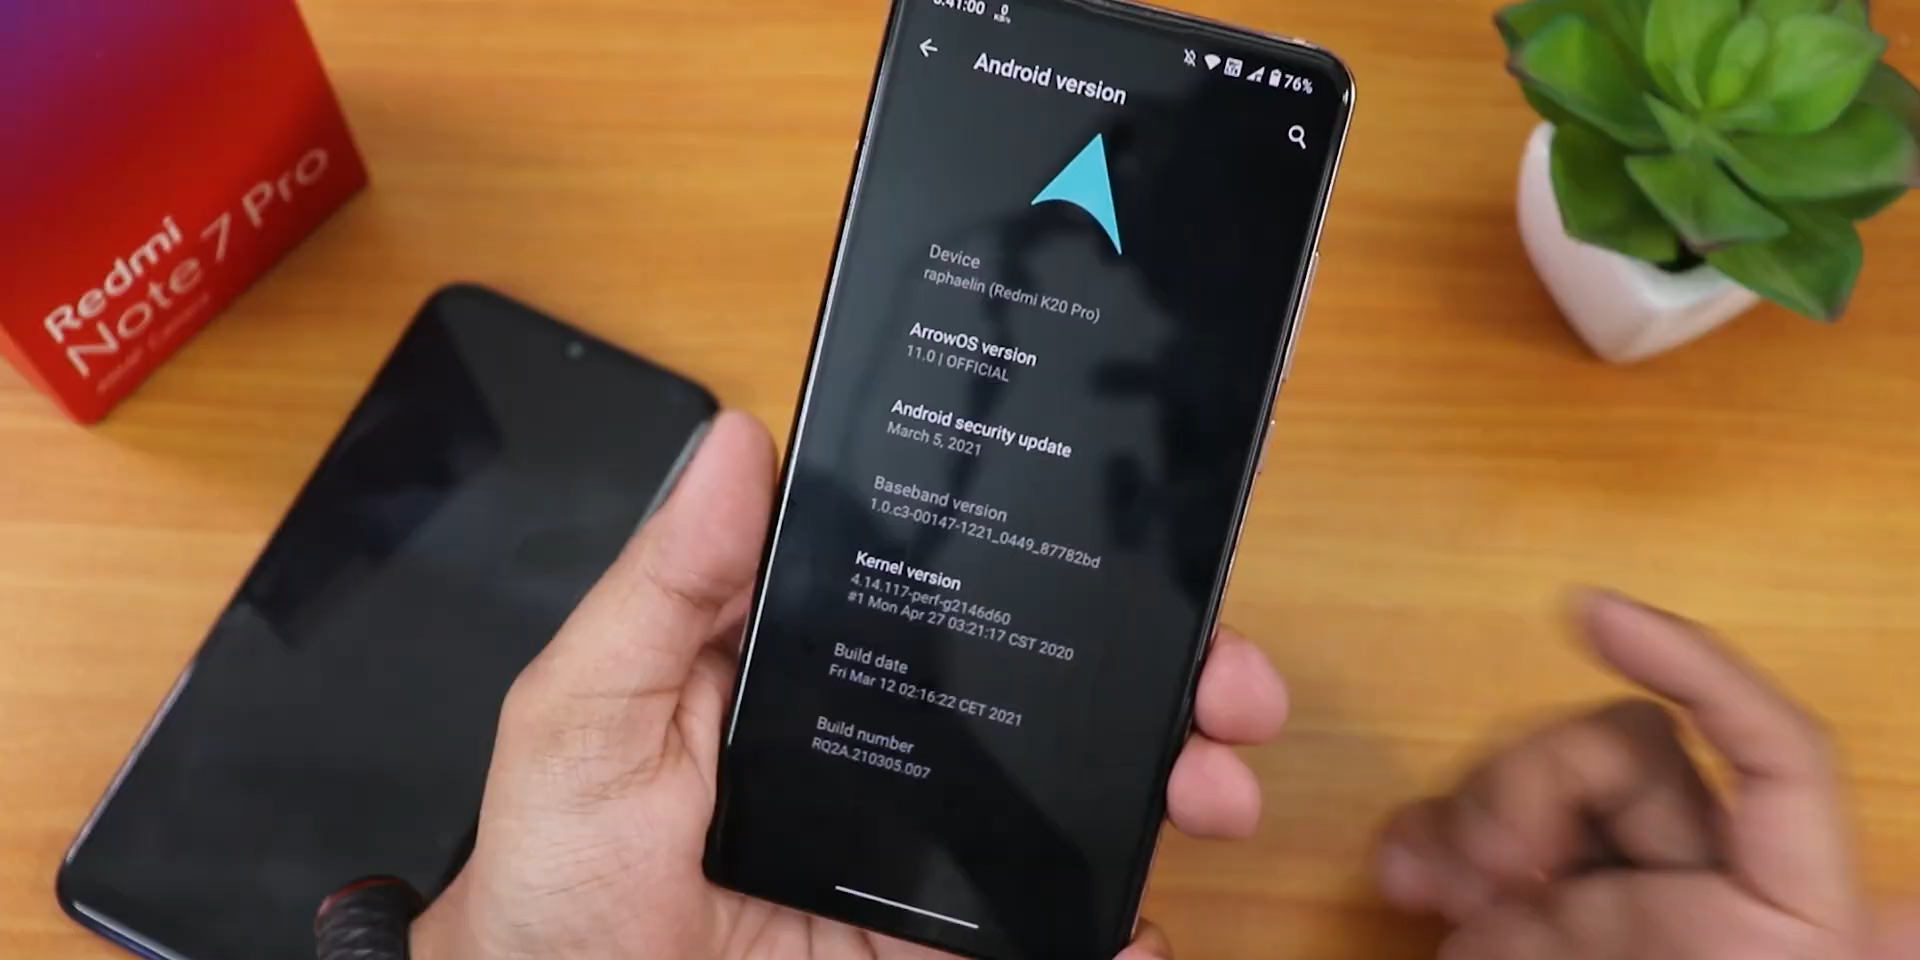 Redmi
Note 7 Pro
0
KB/s
76%
Android version
Device
raphaelin (Redmi K20 Pro)
ArrowOS version
11.0 | OFFICIAL
Android security update
March 5, 2021
Baseband version
1.0.c3-00147-1221_0449_87782bd
Kernel version
4.14.117-perf-g2146d60
#1 Mon Apr 27 03:21:17 CST 2020
Build date
Fri Mar 12 02:16:22 CET 2021
Build number
RQ2A.210305.007